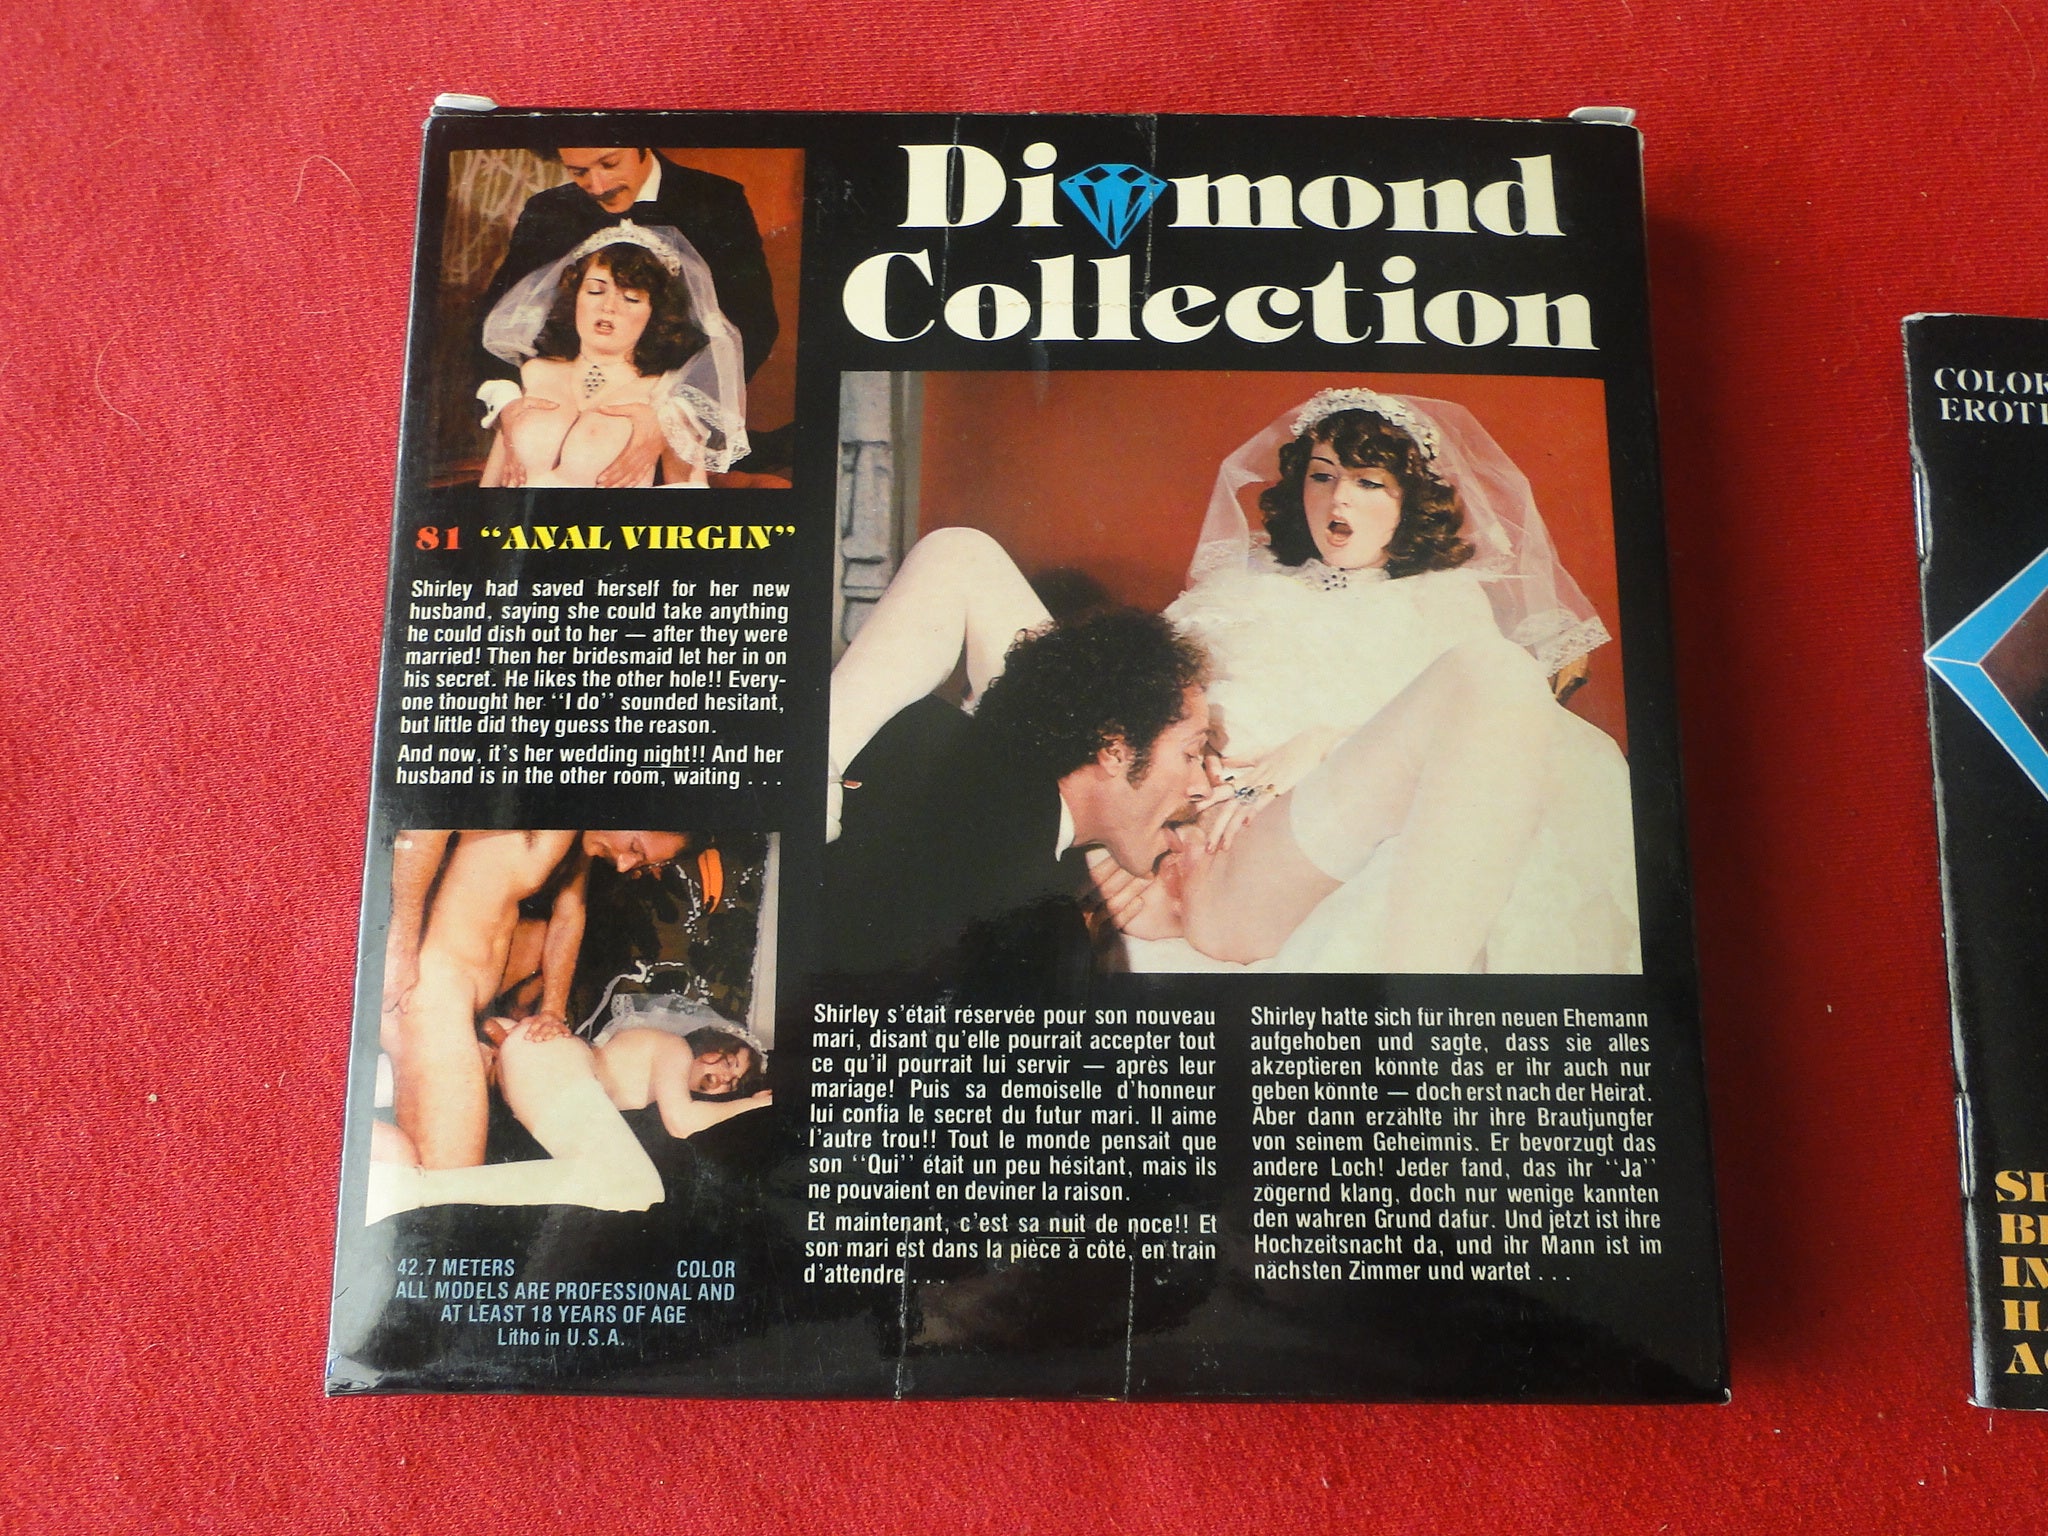 Diamond
Collection
81 “ANAL VIRGIN”
Shirley had saved herself for her new
husband, saying she could take anything
he could dish out to her — after they were
married! Then her bridesmaid let her in on
his secret. He likes the other hole!! Every-
one thought her ‘‘I do’’ sounded hesitant,
but little did they guess the reason.
And now, it’s her wedding night!! And her
husband is in the other room, waiting . . .
42.7 METERS COLOR
ALL MODELS ARE PROFESSIONAL AND
AT LEAST 18 YEARS OF AGE
Litho in U.S.A.
Shirley s’était réservée pour son nouveau
mari, disant qu’elle pourrait accepter tout
ce qu’il pourrait lui servir — après leur
mariage! Puis sa demoiselle d’honneur
lui confia le secret du futur mari. Il aime
l’autre trou!! Tout le monde pensait que
son ‘‘Qui’’ était un peu hésitant, mais ils
ne pouvaient en deviner la raison.
Et maintenant, c’est sa nuit de noce!! Et
son mari est dans la pièce à côté, en train
d’attendre . . .
Shirley hatte sich für ihren neuen Ehemann
aufgehoben und sagte, dass sie alles
akzeptieren könnte das er ihr auch nur
geben könnte — doch erst nach der Heirat.
Aber dann erzählte ihr ihre Brautjungfer
von seinem Geheimnis. Er bevorzugt das
andere Loch! Jeder fand, das ihr ‘‘Ja’’
zögernd klang, doch nur wenige kannten
den wahren Grund dafür. Und jetzt ist ihre
Hochzeitsnacht da, und ihr Mann ist im
nächsten Zimmer und wartet . . .
COLOR
EROTI